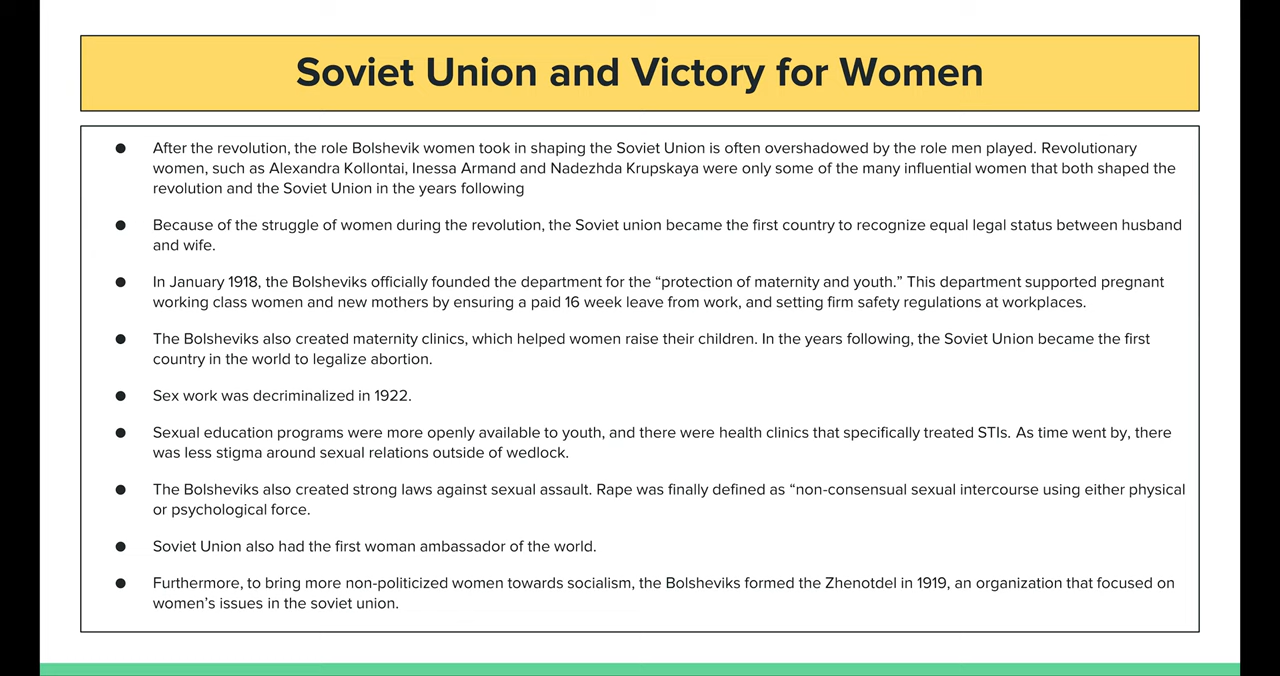 Soviet Union and Victory for Women
● After the revolution, the role Bolshevik women took in shaping the Soviet Union is often overshadowed by the role men played. Revolutionary
women, such as Alexandra Kollontai, Inessa Armand and Nadezhda Krupskaya were only some of the many influential women that both shaped the
revolution and the Soviet Union in the years following
● Because of the struggle of women during the revolution, the Soviet union became the first country to recognize equal legal status between husband
and wife.
● In January 1918, the Bolsheviks officially founded the department for the “protection of maternity and youth.” This department supported pregnant
working class women and new mothers by ensuring a paid 16 week leave from work, and setting firm safety regulations at workplaces.
● The Bolsheviks also created maternity clinics, which helped women raise their children. In the years following, the Soviet Union became the first
country in the world to legalize abortion.
● Sex work was decriminalized in 1922.
● Sexual education programs were more openly available to youth, and there were health clinics that specifically treated STIs. As time went by, there
was less stigma around sexual relations outside of wedlock.
● The Bolsheviks also created strong laws against sexual assault. Rape was finally defined as “non-consensual sexual intercourse using either physical
or psychological force.
● Soviet Union also had the first woman ambassador of the world.
● Furthermore, to bring more non-politicized women towards socialism, the Bolsheviks formed the Zhenotdel in 1919, an organization that focused on
women’s issues in the soviet union.